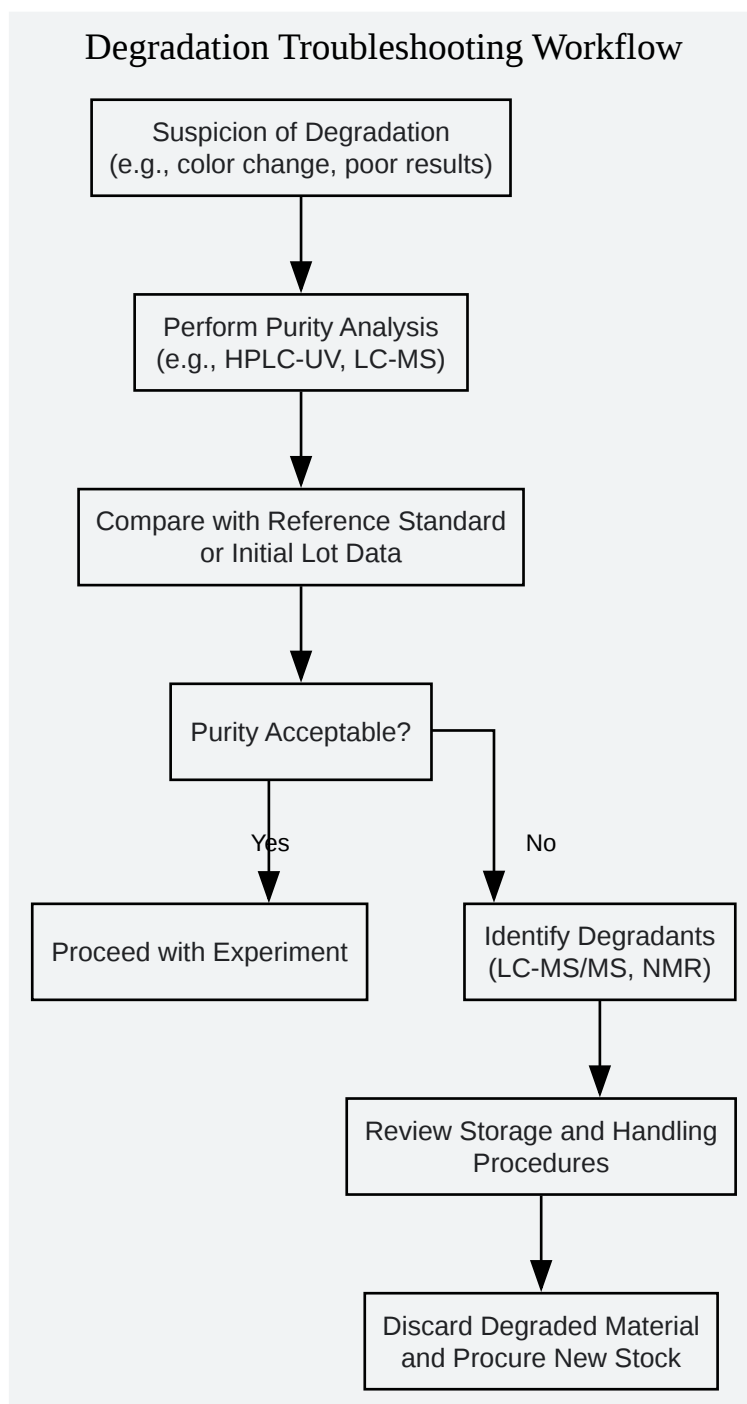 Degradation Troubleshooting Workflow
Suspicion of Degradation
(e.g., color change, poor results)
Perform Purity Analysis
(e.g., HPLC-UV, LC-MS)
Compare with Reference Standard
or Initial Lot Data
Purity Acceptable?
Yes
No
Proceed with Experiment
Identify Degradants
(LC-MS/MS, NMR)
Review Storage and Handling
Procedures
Discard Degraded Material
and Procure New Stock